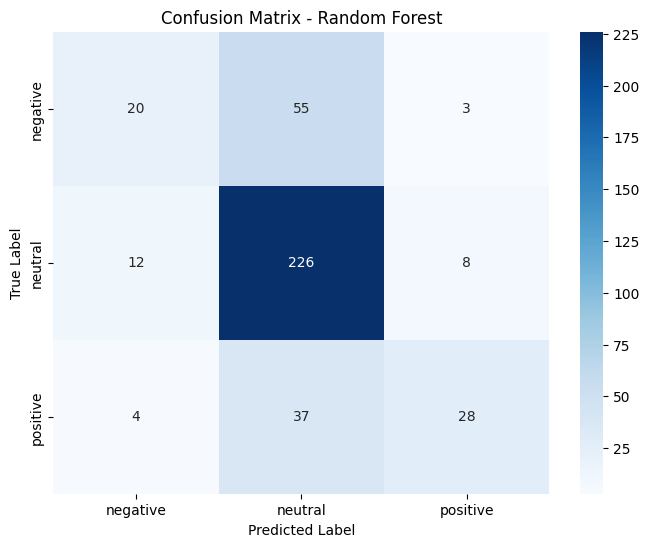 Confusion Matrix - Random Forest
True Label
negative
20 55 3
neutral
12 226 8
positive
4 37 28
negative neutral positive
Predicted Label
225
200
175
150
125
100
75
50
25